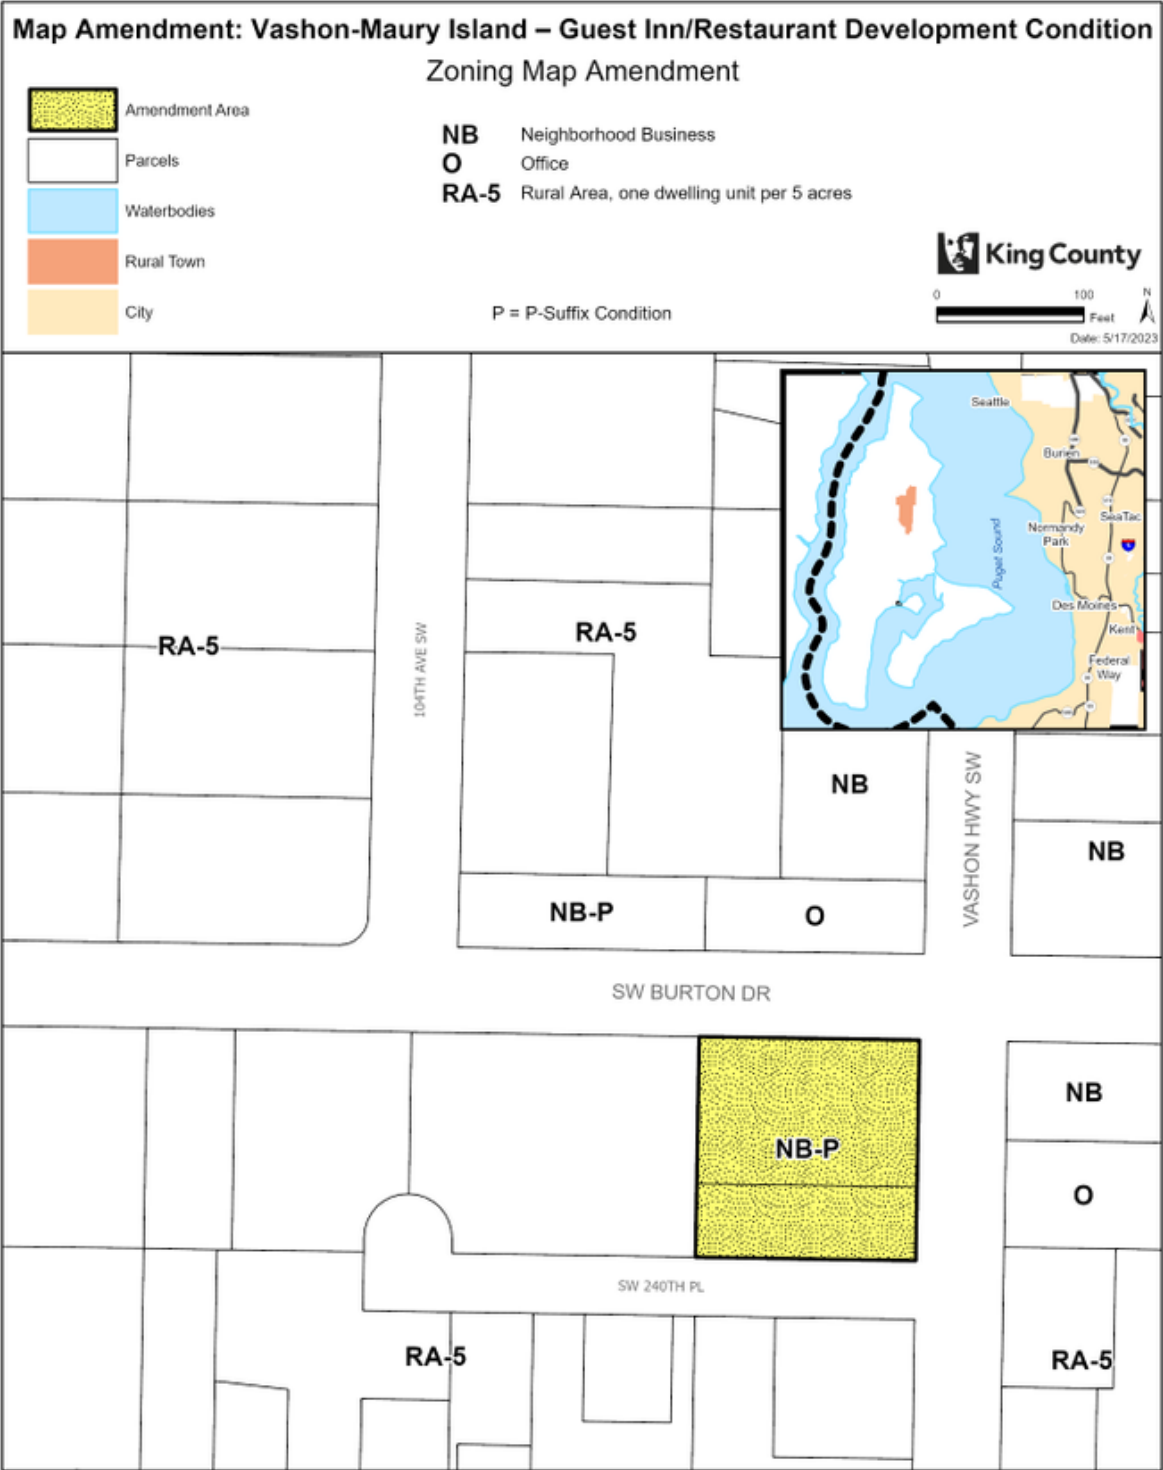 Map Amendment: Vashon-Maury Island – Guest Inn/Restaurant Development Condition
Zoning Map Amendment
Amendment Area
Parcels
Waterbodies
Rural Town
City
NB Neighborhood Business
O Office
RA-5 Rural Area, one dwelling unit per 5 acres
P = P-Suffix Condition
King County
0 100
Feet
N
Date: 5/17/2023
Seattle
Burien
SeaTac
Normandy
Park
Puget Sound
Des Moines
Kent
Federal
Way
RA-5
104TH AVE SW
RA-5
NB
VASHON HWY SW
NB
NB-P
O
SW BURTON DR
NB
NB-P
O
SW 240TH PL
RA-5
RA-5